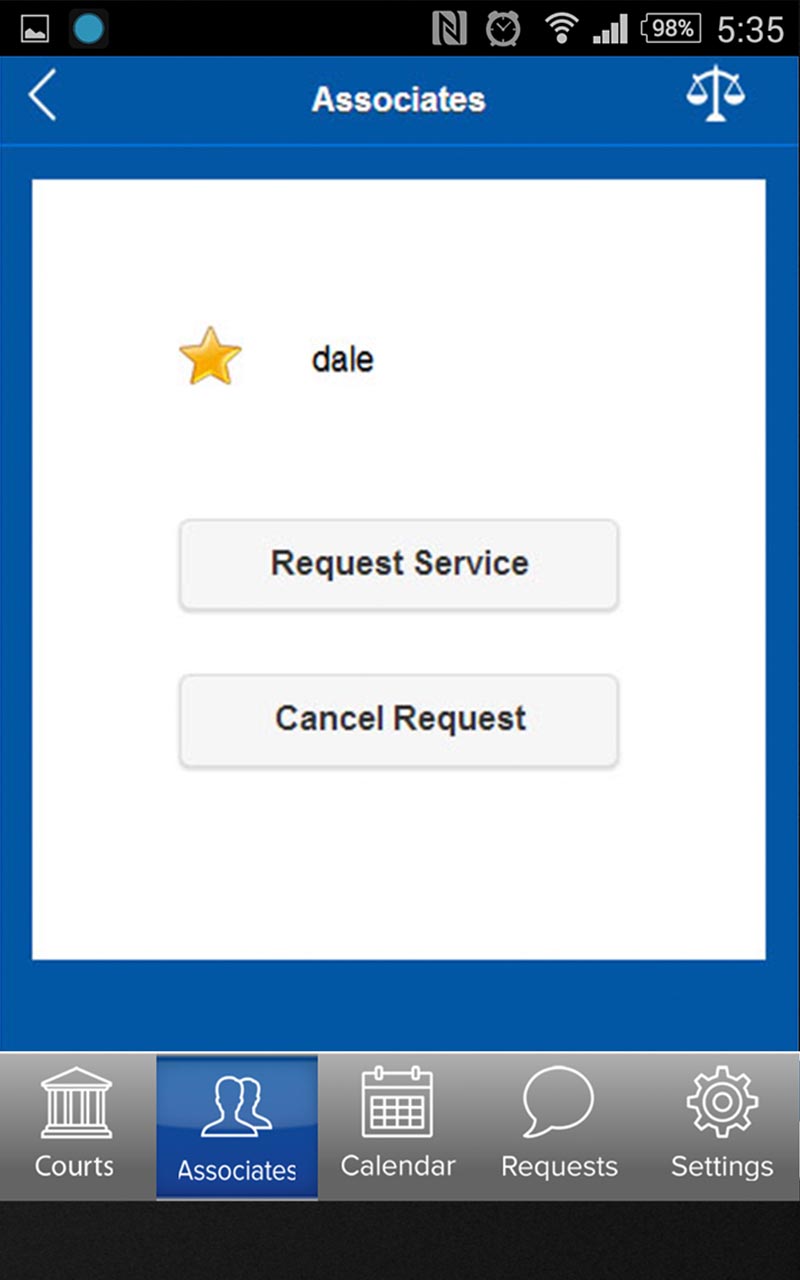 98% 5:35
Associates
dale
Request Service
Cancel Request
Courts Associates Calendar Requests Settings